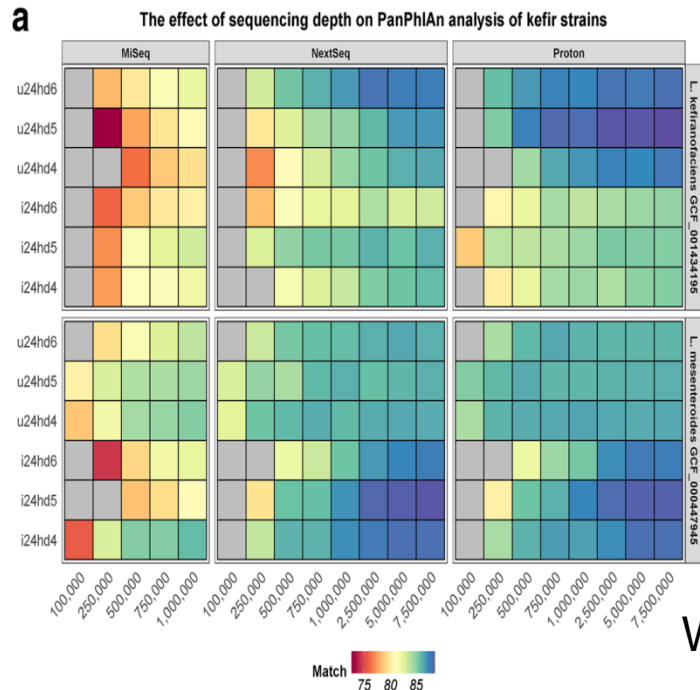 a
The effect of sequencing depth on PanPhlAn analysis of kefir strains
MiSeq
NextSeq
Proton
u24hd6
u24hd5
u24hd4
i24hd6
i24hd5
i24hd4
L. kefiranofaciens GCF_001434195
u24hd6
u24hd5
u24hd4
i24hd6
i24hd5
i24hd4
L. mesenteroides GCF_000447945
100,000
250,000
500,000
750,000
1,000,000
100,000
250,000
500,000
750,000
1,000,000
2,500,000
5,000,000
7,500,000
100,000
250,000
500,000
750,000
1,000,000
2,500,000
5,000,000
7,500,000
Match
75 80 85